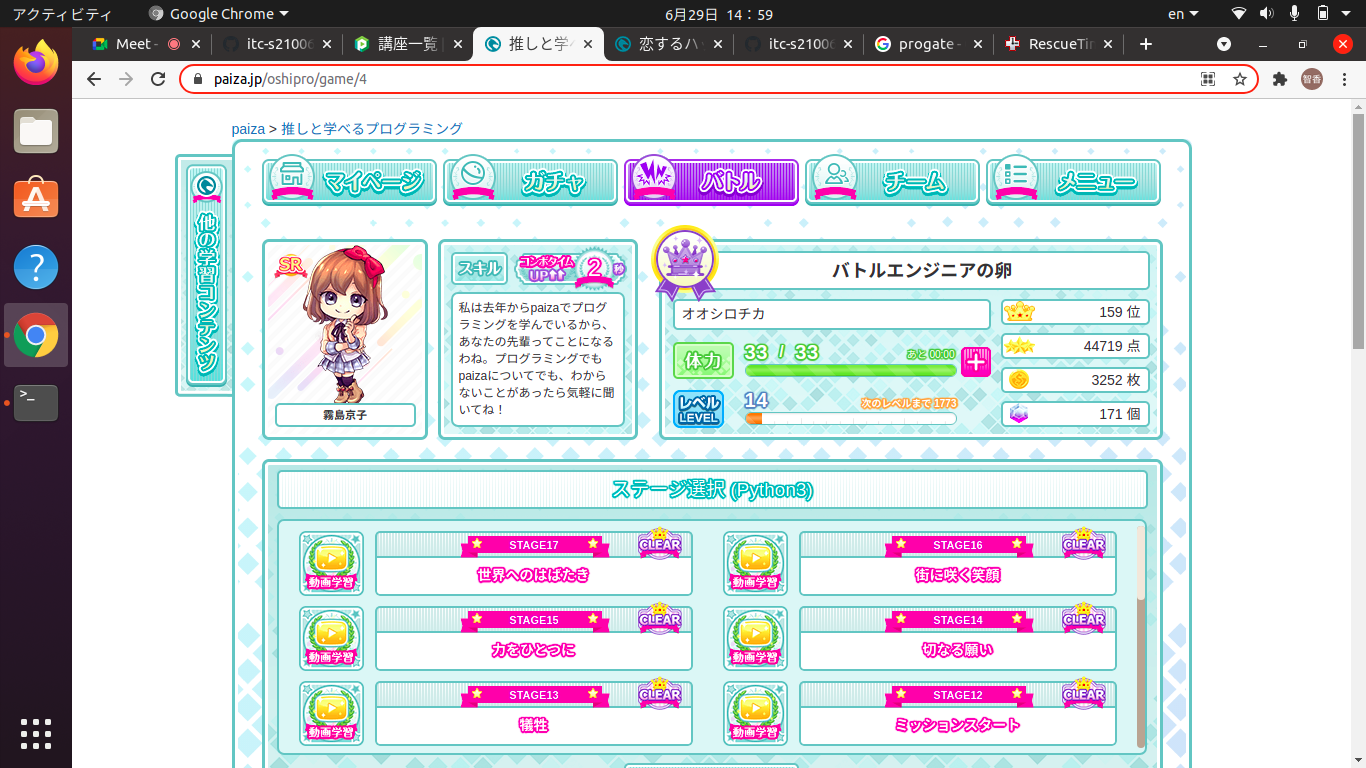 アクティビティ
Google Chrome
6月29日 14：59
en
Meet -
itc-s21006
講座一覧
推しと学べ
恋するハッ
itc-s21006
progate -
RescueTim
paiza.jp/oshipro/game/4
智香
paiza > 推しと学べるプログラミング
他の学習コンテンツ
マイページ
ガチャ
バトル
チーム
メニュー
SR
霧島京子
スキル
コンボタイム
UP
2
秒
私は去年からpaizaでプログ
ラミングを学んでいるから、
あなたの先輩ってことになる
わね。プログラミングでも
paizaについてでも、わから
ないことがあったら気軽に聞
いてね！
バトルエンジニアの卵
オオシロチカ
体力
33 / 33
あと 00:00
レベル
LEVEL
14
次のレベルまで 1773
159 位
44719 点
3252 枚
171 個
ステージ選択 (Python3)
動画学習
STAGE17
CLEAR
世界へのはばたき
動画学習
STAGE16
CLEAR
街に咲く笑顔
動画学習
STAGE15
CLEAR
力をひとつに
動画学習
STAGE14
CLEAR
切なる願い
動画学習
STAGE13
CLEAR
犠牲
動画学習
STAGE12
CLEAR
ミッションスタート